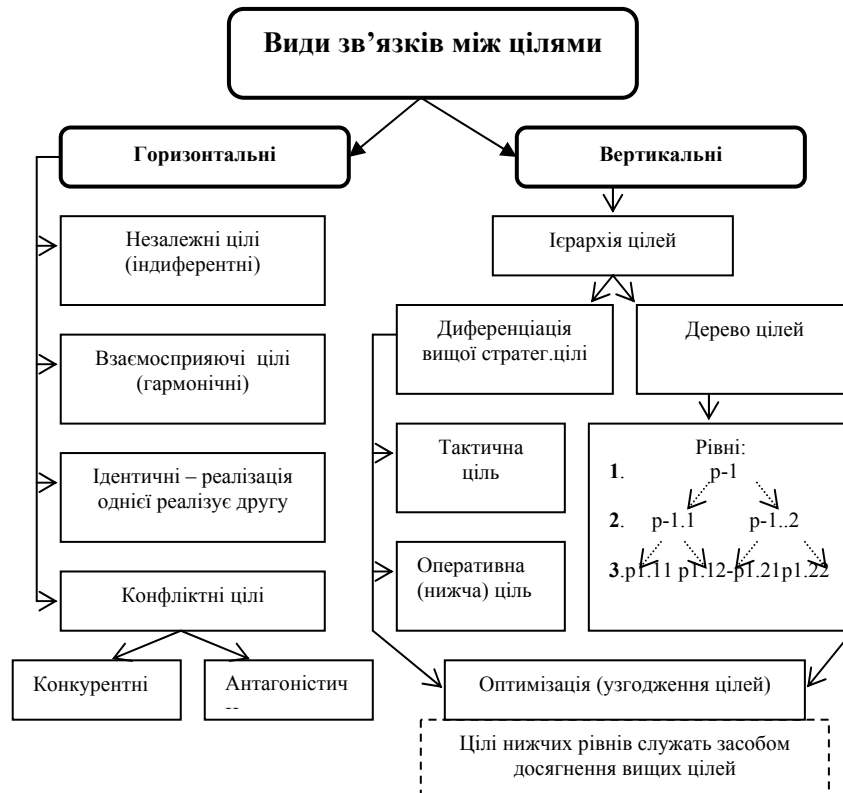 Види зв’язків між цілями
Горизонтальні
Вертикальні
Незалежні цілі
(індиферентні)
Взаємосприяючі цілі
(гармонічні)
Ідентичні – реалізація
однієї реалізує другу
Конфліктні цілі
Конкурентні
Антагоністич
Ієрархія цілей
Диференціація
вищої стратег.цілі
Дерево цілей
Тактична
ціль
Оперативна
(нижча) ціль
Рівні:
1. р-1
2. р-1.1 р-1..2
3.р1.11 р1.12-р1.21р1.22
Оптимізація (узгодження цілей)
Цілі нижчих рівнів служать засобом
досягнення вищих цілей